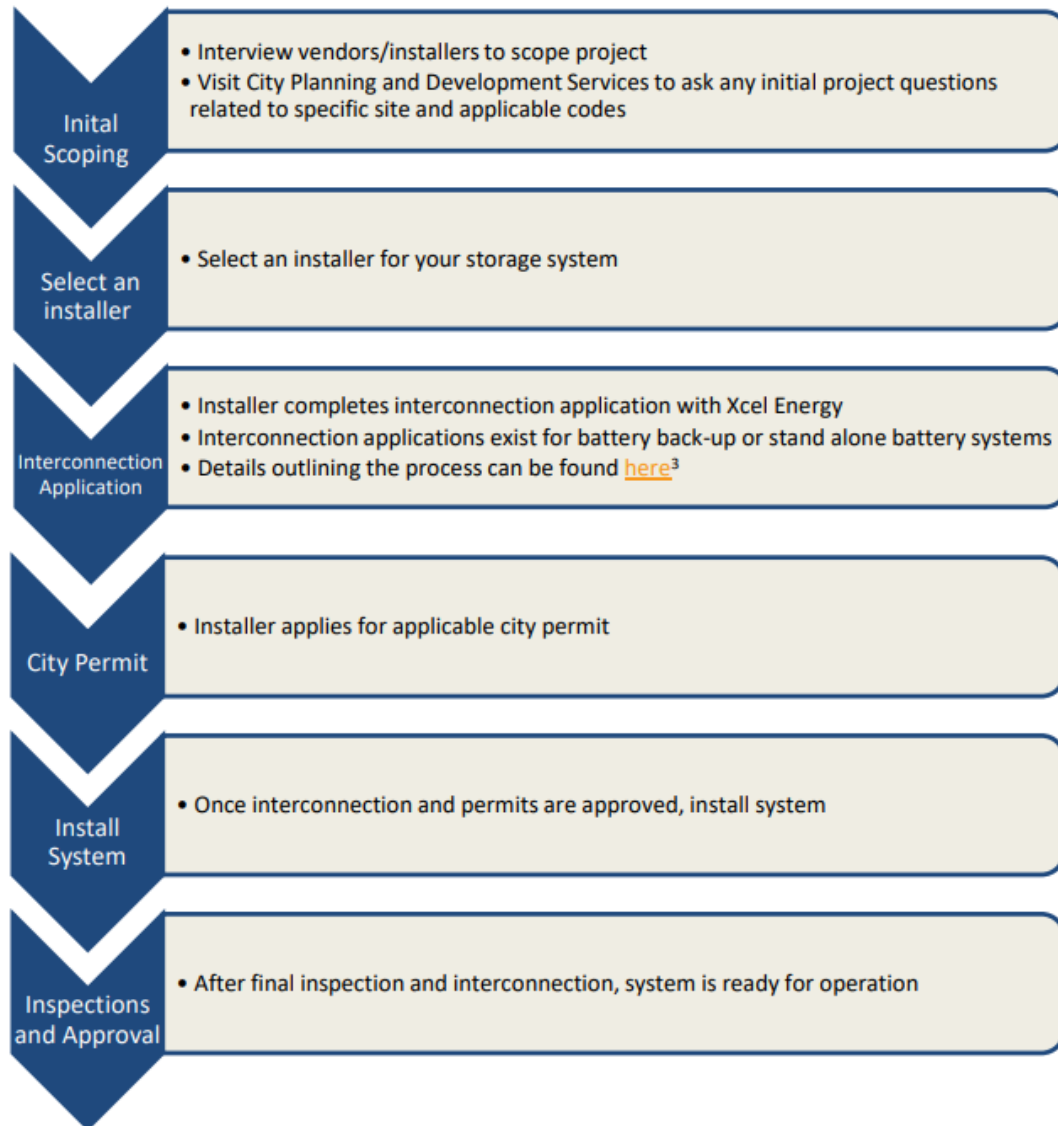 Inital
Scoping
• Interview vendors/installers to scope project
• Visit City Planning and Development Services to ask any initial project questions
related to specific site and applicable codes
Select an
installer
• Select an installer for your storage system
Interconnection
Application
• Installer completes interconnection application with Xcel Energy
• Interconnection applications exist for battery back-up or stand alone battery systems
• Details outlining the process can be found here³
City Permit
• Installer applies for applicable city permit
Install
System
• Once interconnection and permits are approved, install system
Inspections
and Approval
• After final inspection and interconnection, system is ready for operation